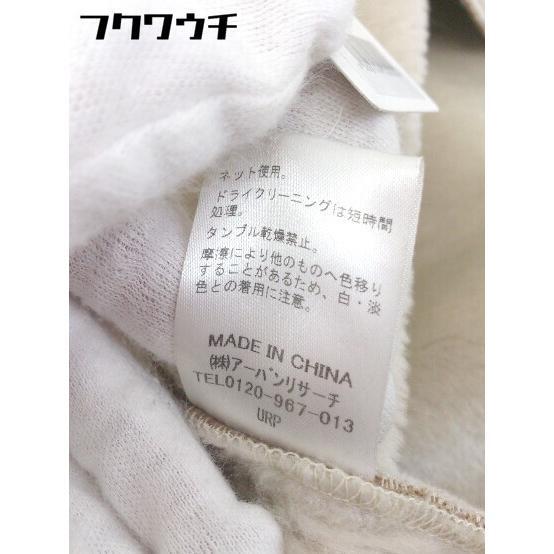 フクワウチ
ネット使用。
ドライクリーニングは短時間
処理。
タンブル乾燥禁止。
摩擦により他のものへ色移り
することがあるため、白・淡
色との着用に注意。
MADE IN CHINA
㈱アーバンリサーチ
TEL0120-967-013
URP